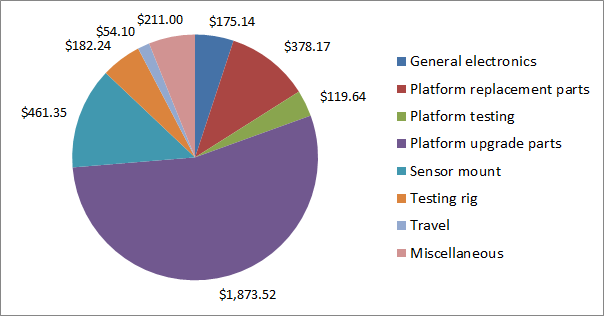 $211.00
$175.14
$54.10
$182.24
$378.17
$119.64
$461.35
$1,873.52
General electronics
Platform replacement parts
Platform testing
Platform upgrade parts
Sensor mount
Testing rig
Travel
Miscellaneous